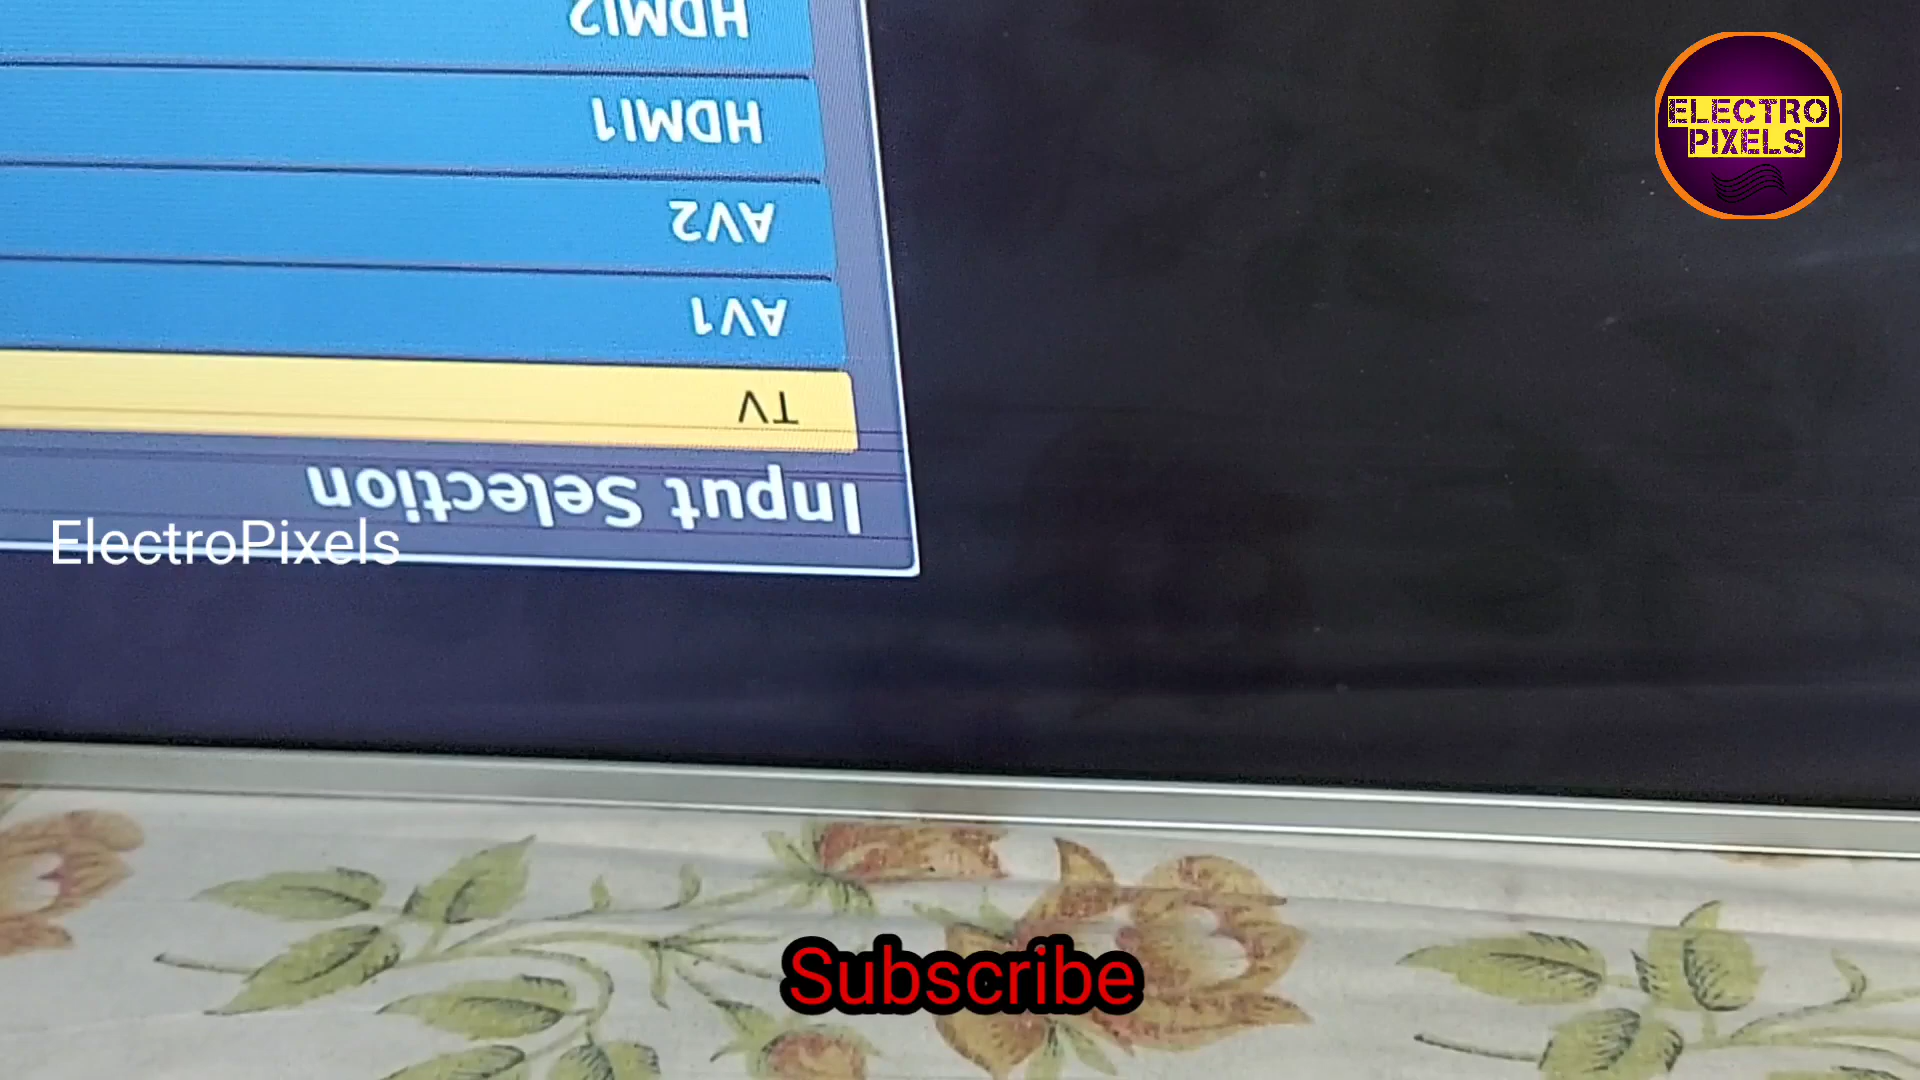 Input Selection
TV
AV1
AV2
HDMI1
HDMI2
ELECTRO
PIXELS
ElectroPixels
Subscribe